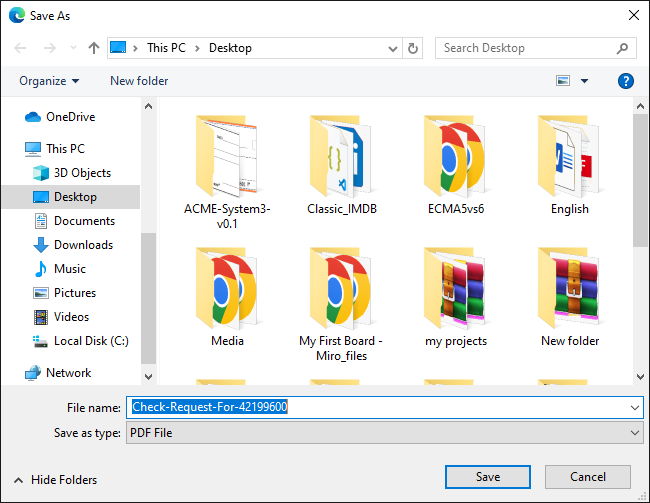 Save As
This PC > Desktop
Search Desktop
Organize
New folder
OneDrive
This PC
3D Objects
Desktop
Documents
Downloads
Music
Pictures
Videos
Local Disk (C:)
Network
ACME-System3-v0.1
Classic_IMDB
ECMA5vs6
English
Media
My First Board - Miro_files
my projects
New folder
File name: Check-Request-For-42199600
Save as type: PDF File
Hide Folders
Save
Cancel